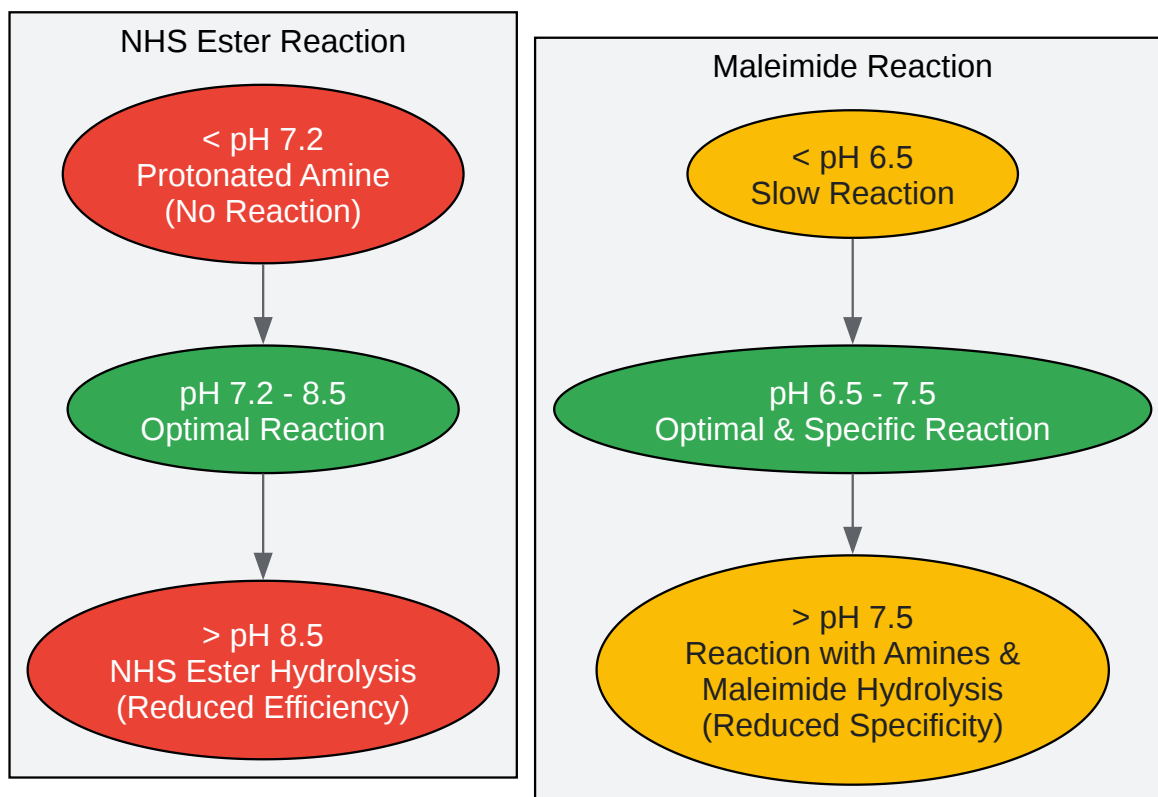 NHS Ester Reaction
< pH 7.2
Protonated Amine
(No Reaction)
pH 7.2 - 8.5
Optimal Reaction
> pH 8.5
NHS Ester Hydrolysis
(Reduced Efficiency)
Maleimide Reaction
< pH 6.5
Slow Reaction
pH 6.5 - 7.5
Optimal & Specific Reaction
> pH 7.5
Reaction with Amines &
Maleimide Hydrolysis
(Reduced Specificity)